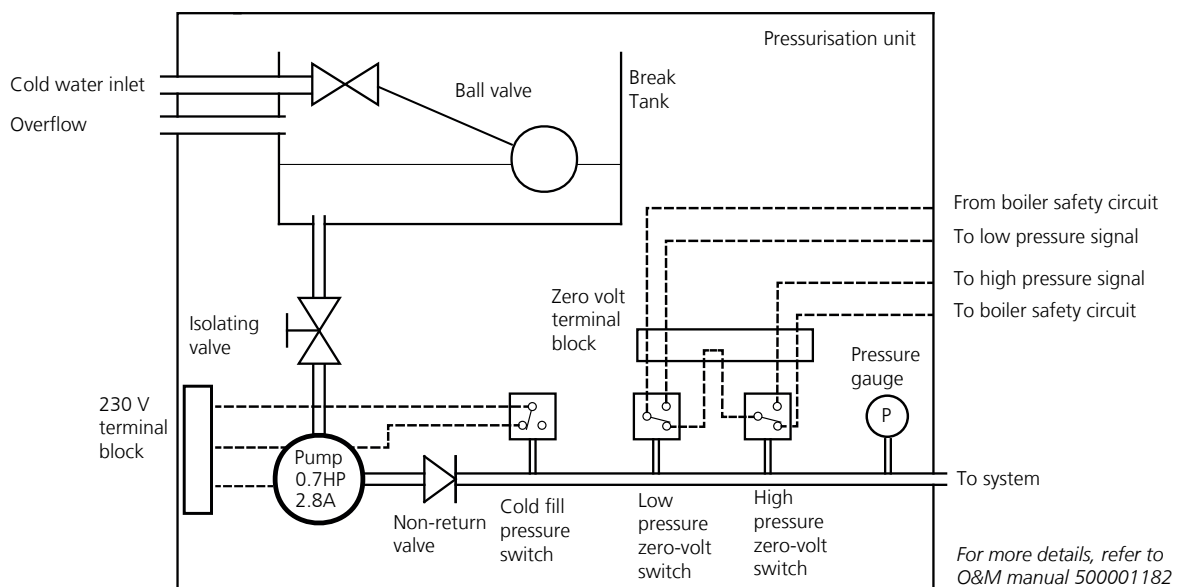 Pressurisation unit
Cold water inlet
Overflow
Ball valve
Break
Tank
From boiler safety circuit
To low pressure signal
To high pressure signal
To boiler safety circuit
Zero volt
terminal
block
Isolating
valve
Pressure
gauge
P
230 V
terminal
block
Pump
0.7HP
2.8A
To system
Non-return
valve
Cold fill
pressure
switch
Low
pressure
zero-volt
switch
High
pressure
zero-volt
switch
For more details, refer to
O&M manual 500001182